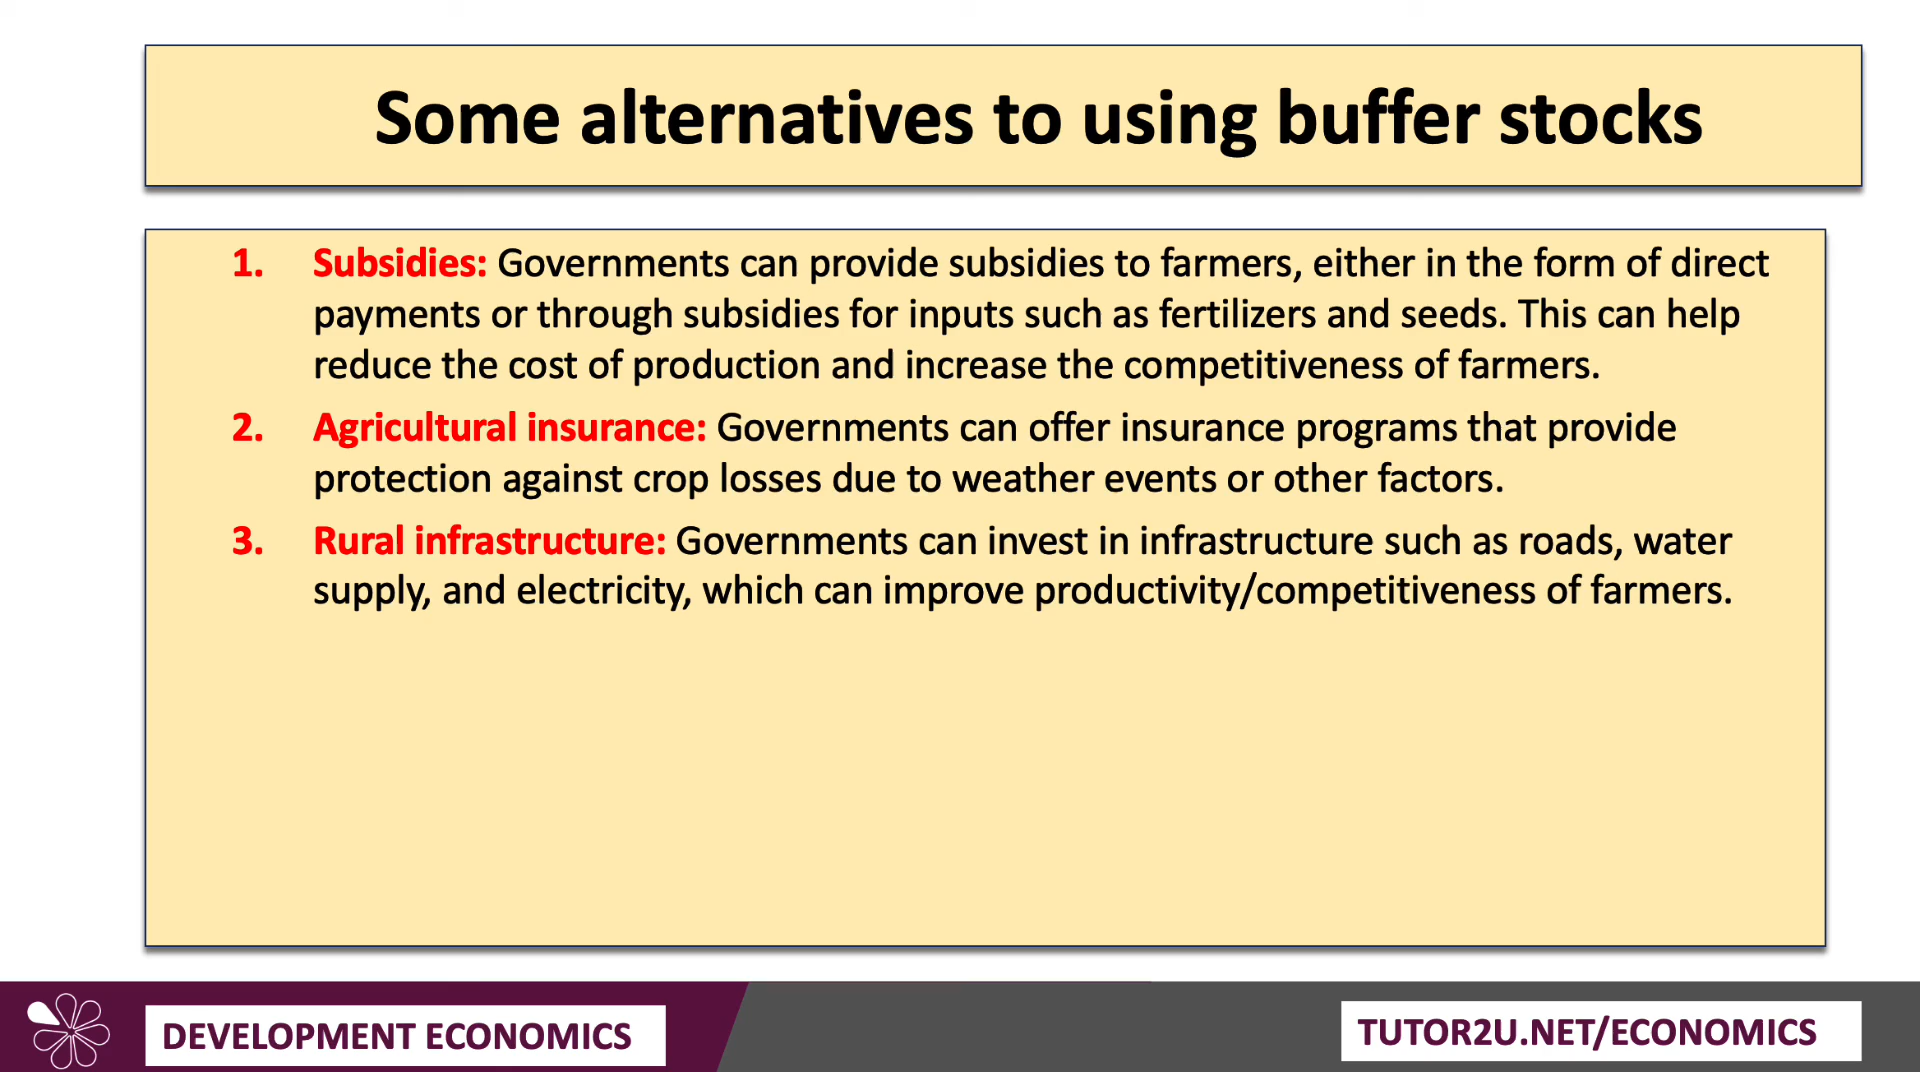 Some alternatives to using buffer stocks
1. Subsidies: Governments can provide subsidies to farmers, either in the form of direct
payments or through subsidies for inputs such as fertilizers and seeds. This can help
reduce the cost of production and increase the competitiveness of farmers.
2. Agricultural insurance: Governments can offer insurance programs that provide
protection against crop losses due to weather events or other factors.
3. Rural infrastructure: Governments can invest in infrastructure such as roads, water
supply, and electricity, which can improve productivity/competitiveness of farmers.
DEVELOPMENT ECONOMICS
TUTOR2U.NET/ECONOMICS